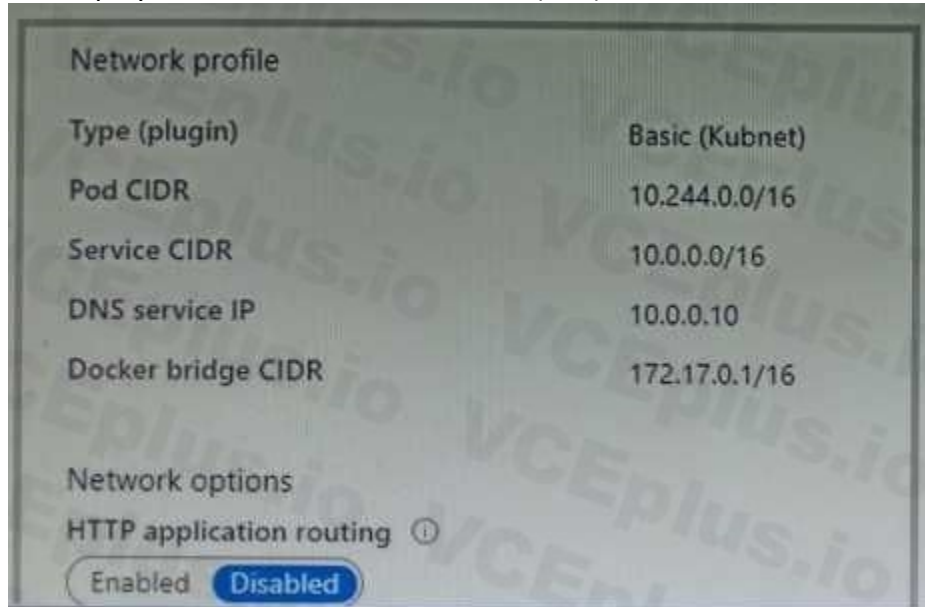 Network profile
Type (plugin) Basic (Kubnet)
Pod CIDR 10.244.0.0/16
Service CIDR 10.0.0.0/16
DNS service IP 10.0.0.10
Docker bridge CIDR 172.17.0.1/16
Network options
HTTP application routing ⓘ
Enabled Disabled
VCEplus.io